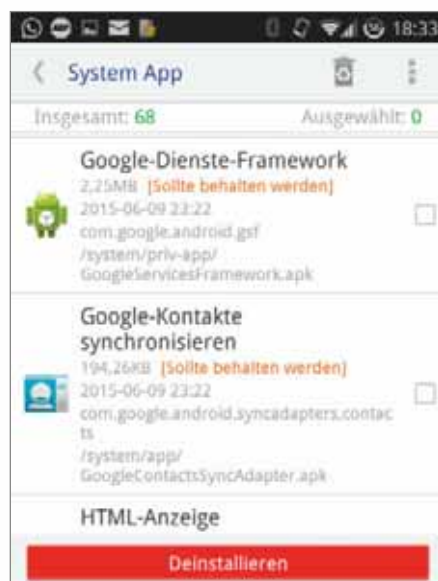 18:33
System App
Insgesamt: 68 Ausgewählt: 0
Google-Dienste-Framework
2,25MB [Sollte behalten werden]
2015-06-09 23:22
com.google.android.gsf
/system/priv-app/
GoogleServicesFramework.apk
Google-Kontakte
synchronisieren
194,26KB [Sollte behalten werden]
2015-06-09 23:22
com.google.android.syncadapters.contac
ts
/system/app/
GoogleContactsSyncAdapter.apk
HTML-Anzeige
Deinstallieren